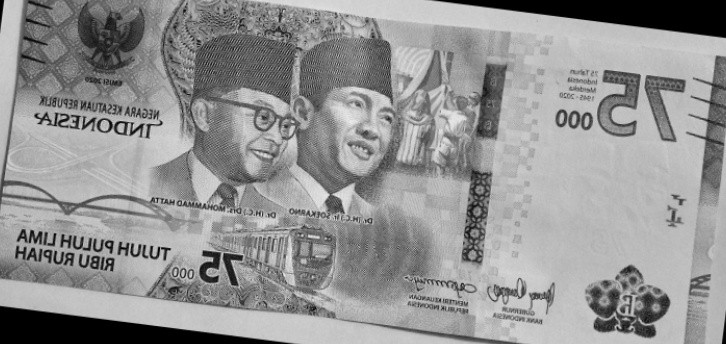 EMISI 2020
NEGARA KESATUAN REPUBLIK
INDONESIA
75 Tahun
Indonesia
Merdeka
1945-2020
75
000
Dr. (H.C.) Drs. MOHAMMAD HATTA
Dr. (H.C.) Ir. SOEKARNO
TUJUH PULUH LIMA
RIBU RUPIAH
75
000
MENTERI KEUANGAN
REPUBLIK INDONESIA
GUBERNUR
BANK INDONESIA